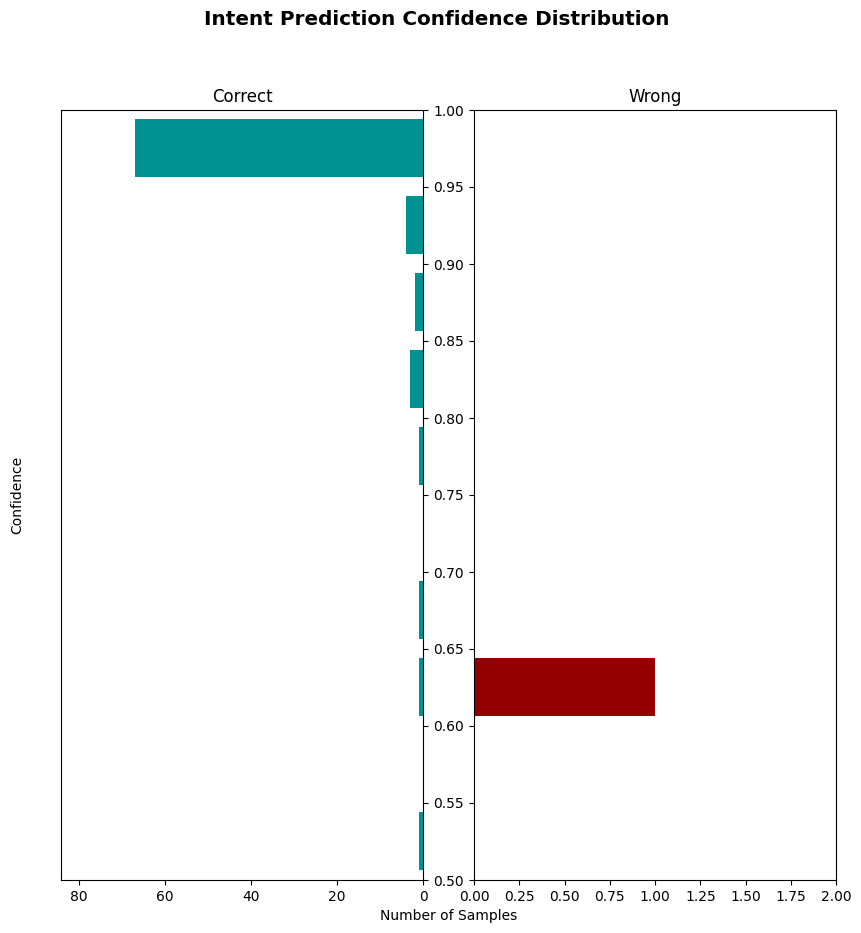 Intent Prediction Confidence Distribution
Correct
Wrong
1.00
0.95
0.90
0.85
0.80
0.75
0.70
0.65
0.60
0.55
0.50
Confidence
80 60 40 20 0
0.00 0.25 0.50 0.75 1.00 1.25 1.50 1.75 2.00
Number of Samples